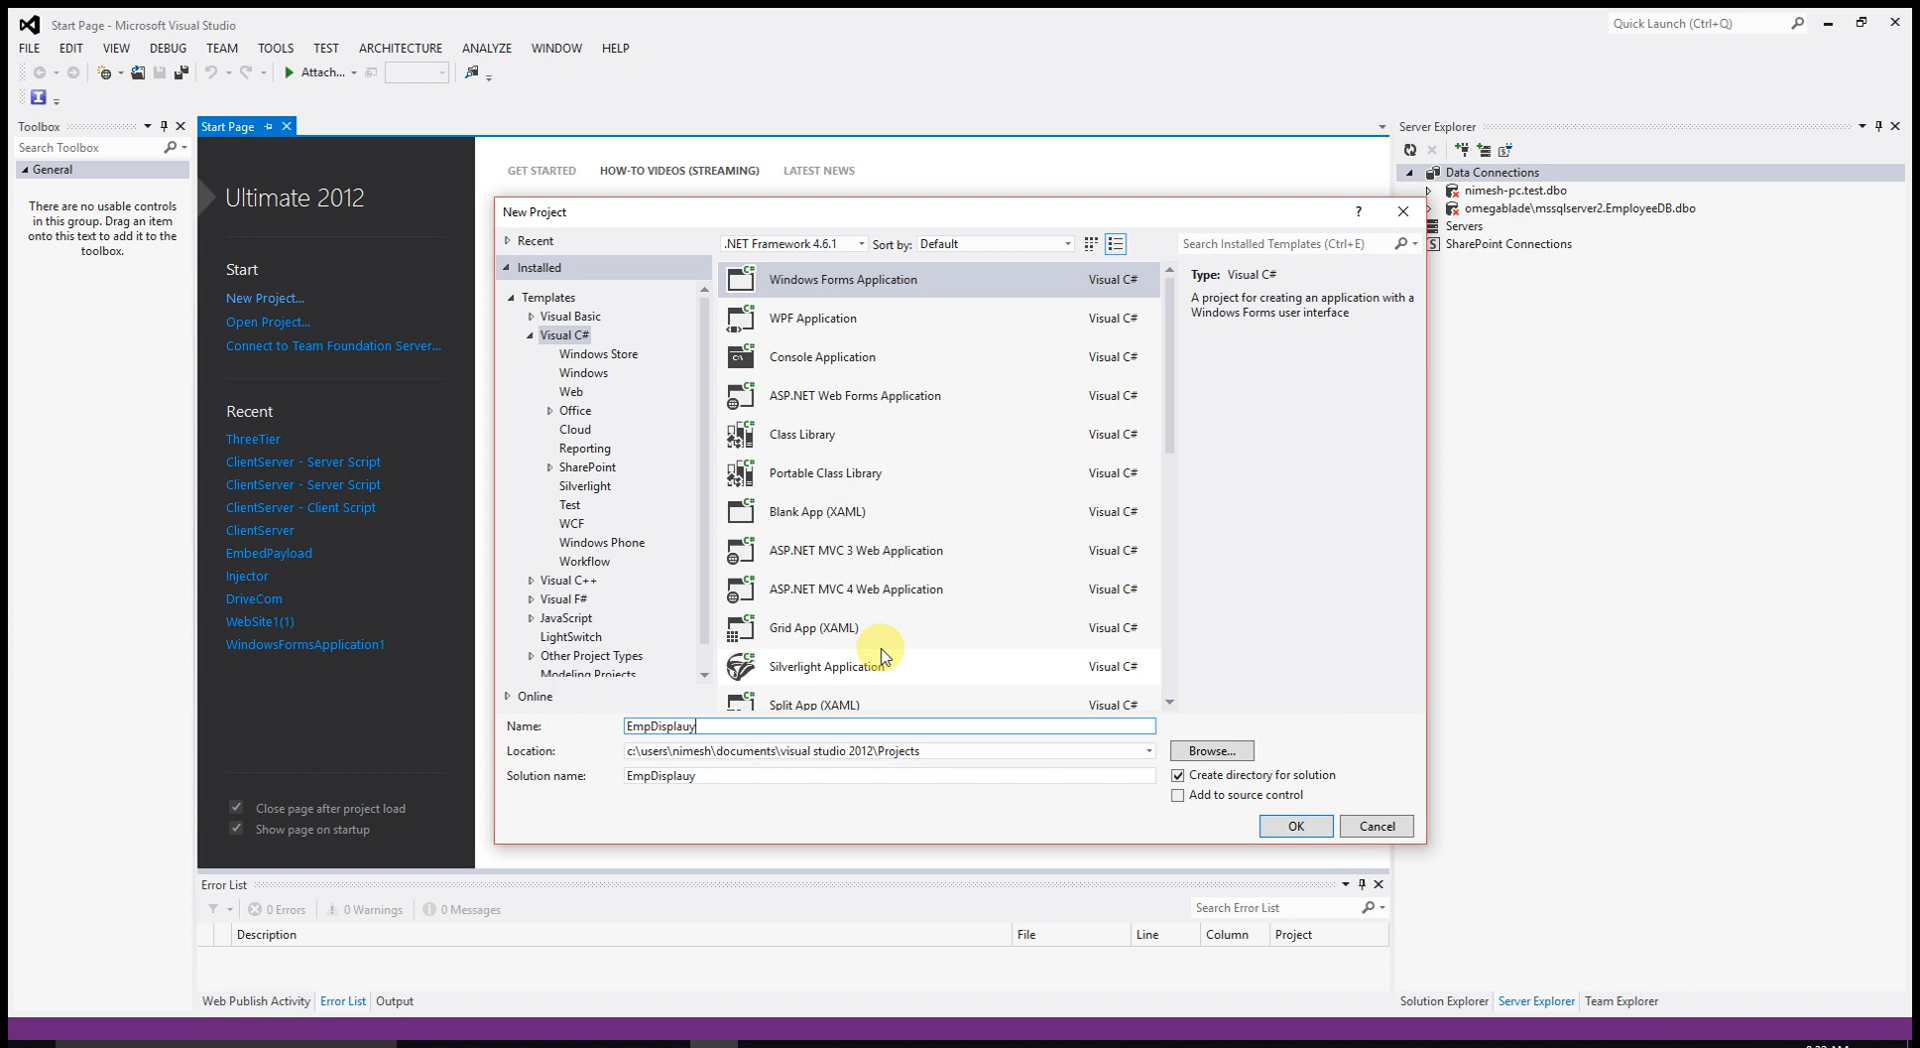 Start Page - Microsoft Visual Studio
Quick Launch (Ctrl+Q)
FILE EDIT VIEW DEBUG TEAM TOOLS TEST ARCHITECTURE ANALYZE WINDOW HELP
Attach...
Toolbox
Search Toolbox
General
There are no usable controls
in this group. Drag an item
onto this text to add it to the
toolbox.
Start Page
Ultimate 2012
Start
New Project...
Open Project...
Connect to Team Foundation Server...
Recent
ThreeTier
ClientServer - Server Script
ClientServer - Server Script
ClientServer - Client Script
ClientServer
EmbedPayload
Injector
DriveCom
WebSite1(1)
WindowsFormsApplication1
Close page after project load
Show page on startup
GET STARTED HOW-TO VIDEOS (STREAMING) LATEST NEWS
New Project
?
Recent
Installed
Templates
Visual Basic
Visual C#
Windows Store
Windows
Web
Office
Cloud
Reporting
SharePoint
Silverlight
Test
WCF
Windows Phone
Workflow
Visual C++
Visual F#
JavaScript
LightSwitch
Other Project Types
Modeling Projects
Online
.NET Framework 4.6.1 Sort by: Default
Search Installed Templates (Ctrl+E)
Windows Forms Application Visual C#
WPF Application Visual C#
Console Application Visual C#
ASP.NET Web Forms Application Visual C#
Class Library Visual C#
Portable Class Library Visual C#
Blank App (XAML) Visual C#
ASP.NET MVC 3 Web Application Visual C#
ASP.NET MVC 4 Web Application Visual C#
Grid App (XAML) Visual C#
Silverlight Application Visual C#
Split App (XAML) Visual C#
Type: Visual C#
A project for creating an application with a
Windows Forms user interface
Name: EmpDisplauy
Location: c:\users\nimesh\documents\visual studio 2012\Projects
Browse...
Solution name: EmpDisplauy
Create directory for solution
Add to source control
OK Cancel
Server Explorer
Data Connections
nimesh-pc.test.dbo
omegablade\mssqlserver2.EmployeeDB.dbo
Servers
SharePoint Connections
Error List
0 Errors 0 Warnings 0 Messages
Search Error List
Description File Line Column Project
Web Publish Activity Error List Output
Solution Explorer Server Explorer Team Explorer